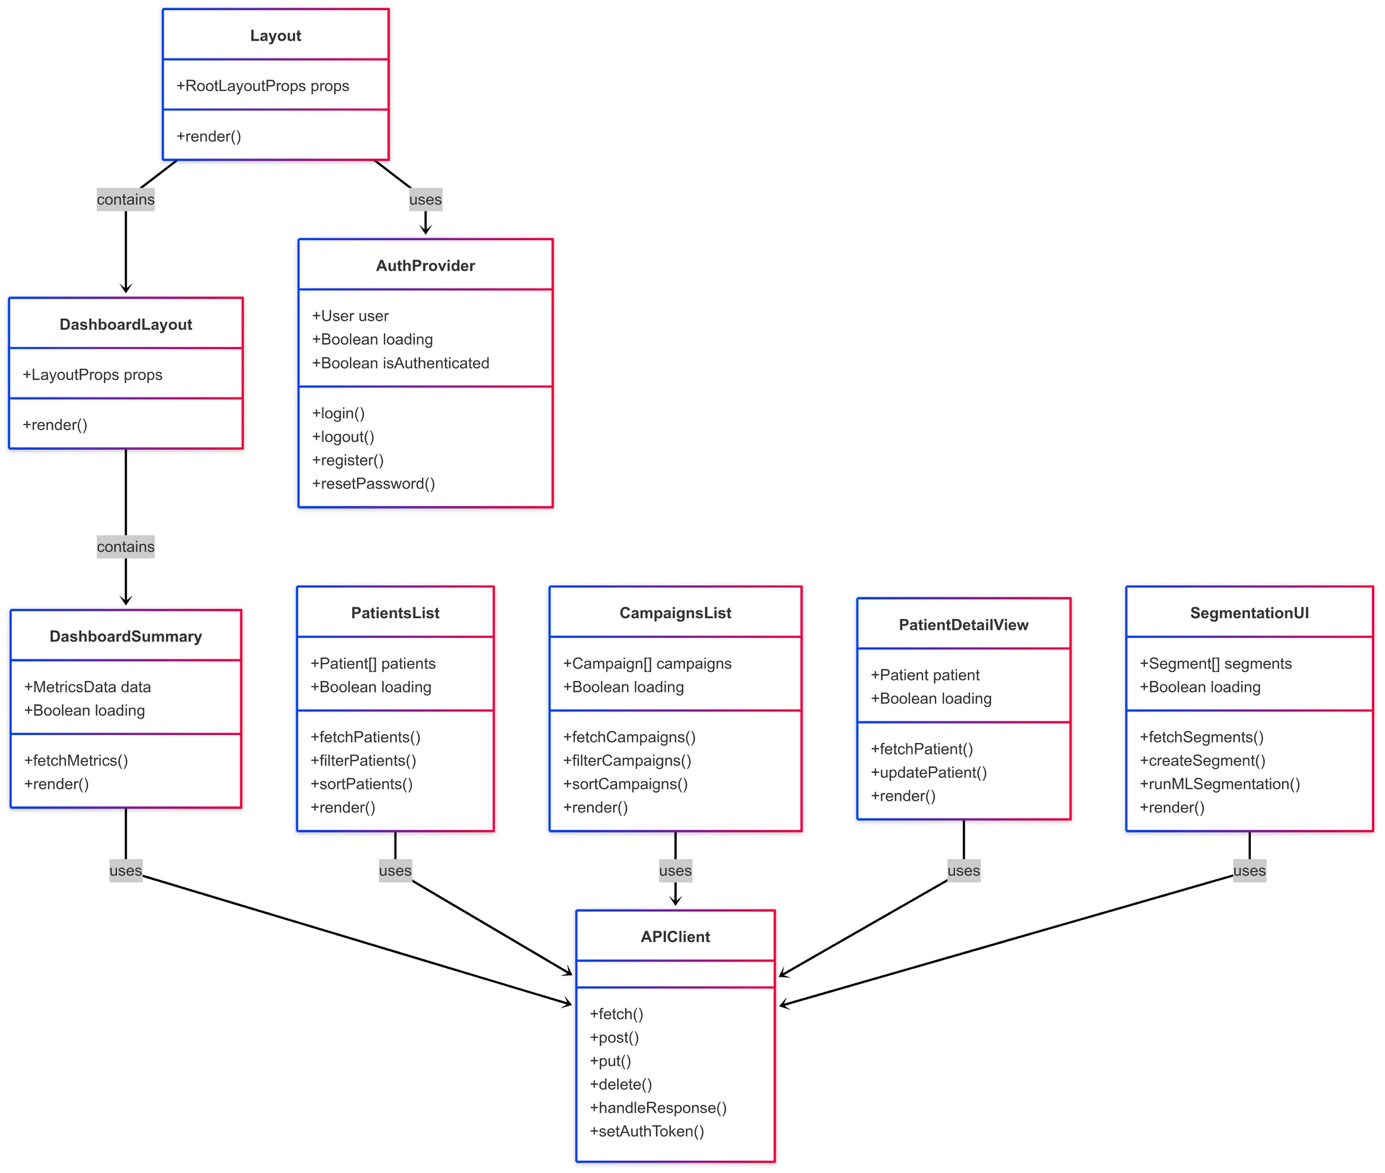 Layout
+RootLayoutProps props
+render()
contains
uses
AuthProvider
+User user
+Boolean loading
+Boolean isAuthenticated
+login()
+logout()
+register()
+resetPassword()
DashboardLayout
+LayoutProps props
+render()
contains
DashboardSummary
+MetricsData data
+Boolean loading
+fetchMetrics()
+render()
PatientsList
+Patient[] patients
+Boolean loading
+fetchPatients()
+filterPatients()
+sortPatients()
+render()
CampaignsList
+Campaign[] campaigns
+Boolean loading
+fetchCampaigns()
+filterCampaigns()
+sortCampaigns()
+render()
PatientDetailView
+Patient patient
+Boolean loading
+fetchPatient()
+updatePatient()
+render()
SegmentationUI
+Segment[] segments
+Boolean loading
+fetchSegments()
+createSegment()
+runMLSegmentation()
+render()
uses
uses
uses
uses
uses
APIClient
+fetch()
+post()
+put()
+delete()
+handleResponse()
+setAuthToken()